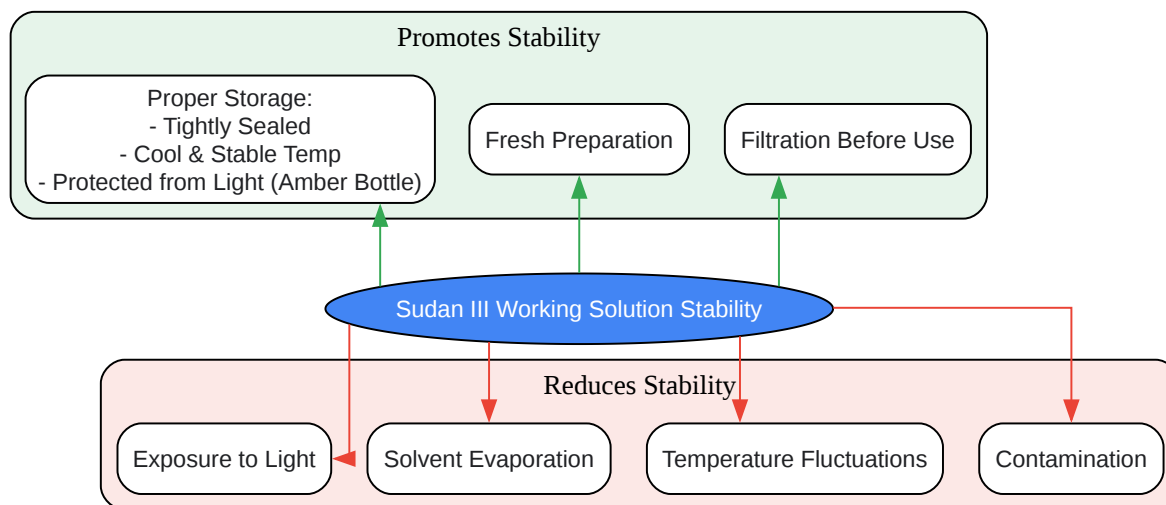 Promotes Stability
Proper Storage:
- Tightly Sealed
- Cool & Stable Temp
- Protected from Light (Amber Bottle)
Fresh Preparation
Filtration Before Use
Sudan III Working Solution Stability
Reduces Stability
Exposure to Light
Solvent Evaporation
Temperature Fluctuations
Contamination